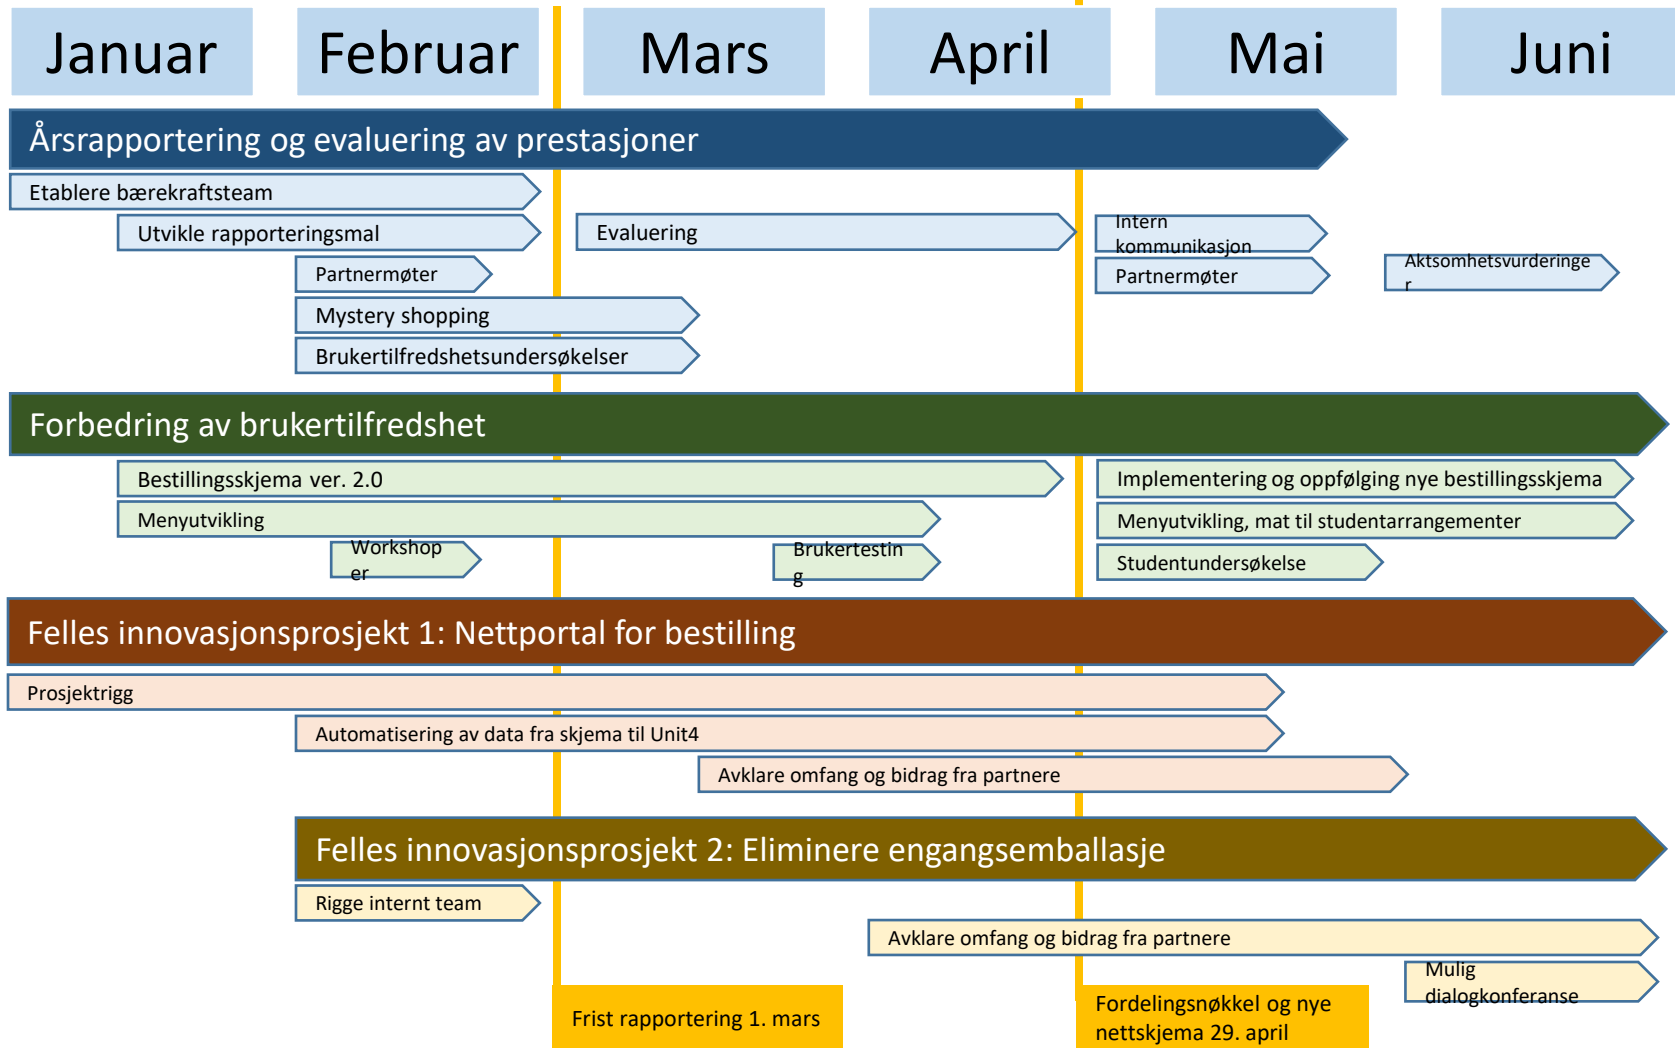 Januar
Februar
Mars
April
Mai
Juni
Årsrapportering og evaluering av prestasjoner
Etablere bærekraftsteam
Utvikle rapporteringsmal
Evaluering
Intern
kommunikasjon
Partnermøter
Partnermøter
Aktsomhetsvurderinge
r
Mystery shopping
Brukertilfredshetsundersøkelser
Forbedring av brukertilfredshet
Bestillingsskjema ver. 2.0
Implementering og oppfølging nye bestillingsskjema
Menyutvikling
Menyutvikling, mat til studentarrangementer
Workshop
er
Brukertestin
g
Studentundersøkelse
Felles innovasjonsprosjekt 1: Nettportal for bestilling
Prosjektrigg
Automatisering av data fra skjema til Unit4
Avklare omfang og bidrag fra partnere
Felles innovasjonsprosjekt 2: Eliminere engangsemballasje
Rigge internt team
Avklare omfang og bidrag fra partnere
Mulig
dialogkonferanse
Frist rapportering 1. mars
Fordelingsnøkkel og nye
nettskjema 29. april